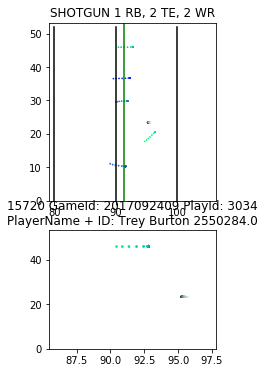 SHOTGUN 1 RB, 2 TE, 2 WR
50
40
30
20
10
0
80 90 100
15720 GameId: 2017092409 PlayId: 3034
PlayerName + ID: Trey Burton 2550284.0
40
20
0
87.5 90.0 92.5 95.0 97.5